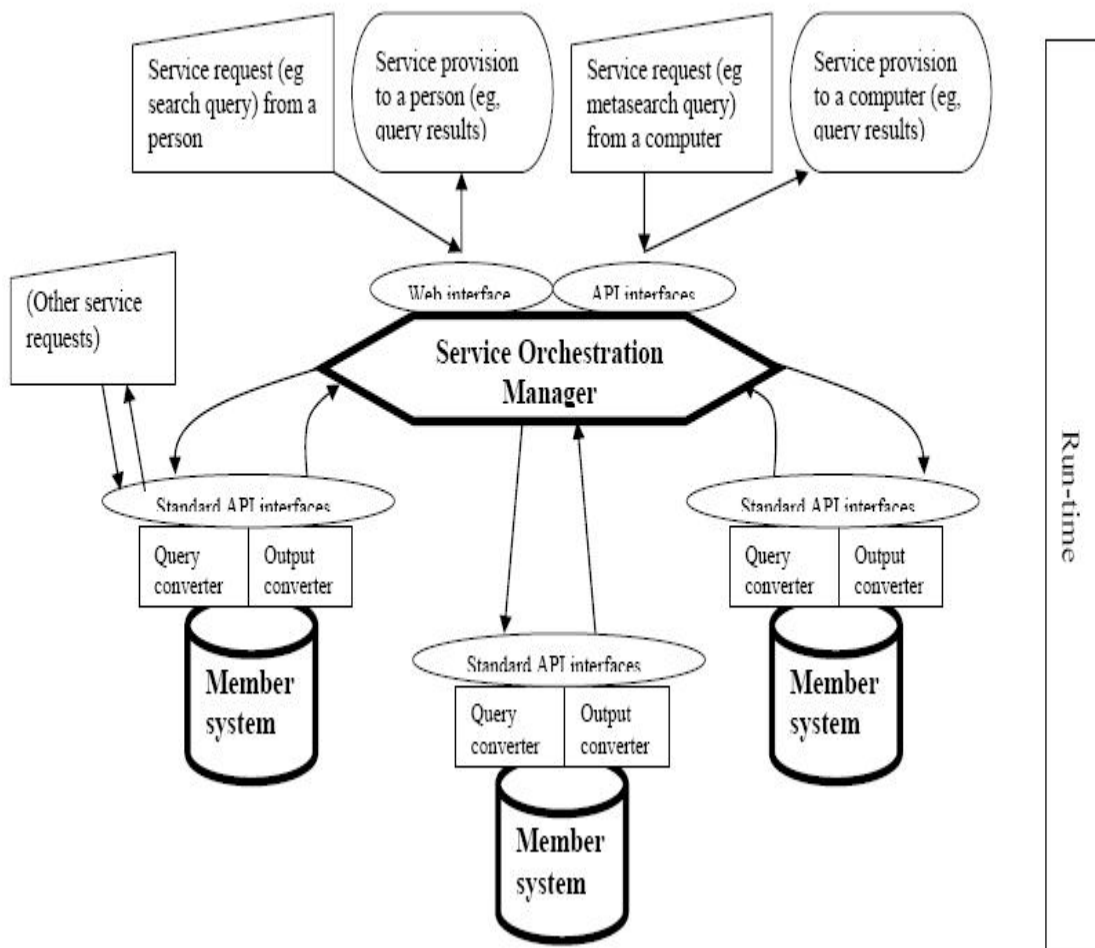 Service request (eg
search query) from a
person
Service provision
to a person (eg,
query results)
Service request (eg
metasearch query)
from a computer
Service provision
to a computer (eg,
query results)
(Other service
requests)
Web interface
API interfaces
Service Orchestration
Manager
Standard API interfaces
Query
converter
Output
converter
Member
system
Standard API interfaces
Query
converter
Output
converter
Member
system
Standard API interfaces
Query
converter
Output
converter
Member
system
Run-time